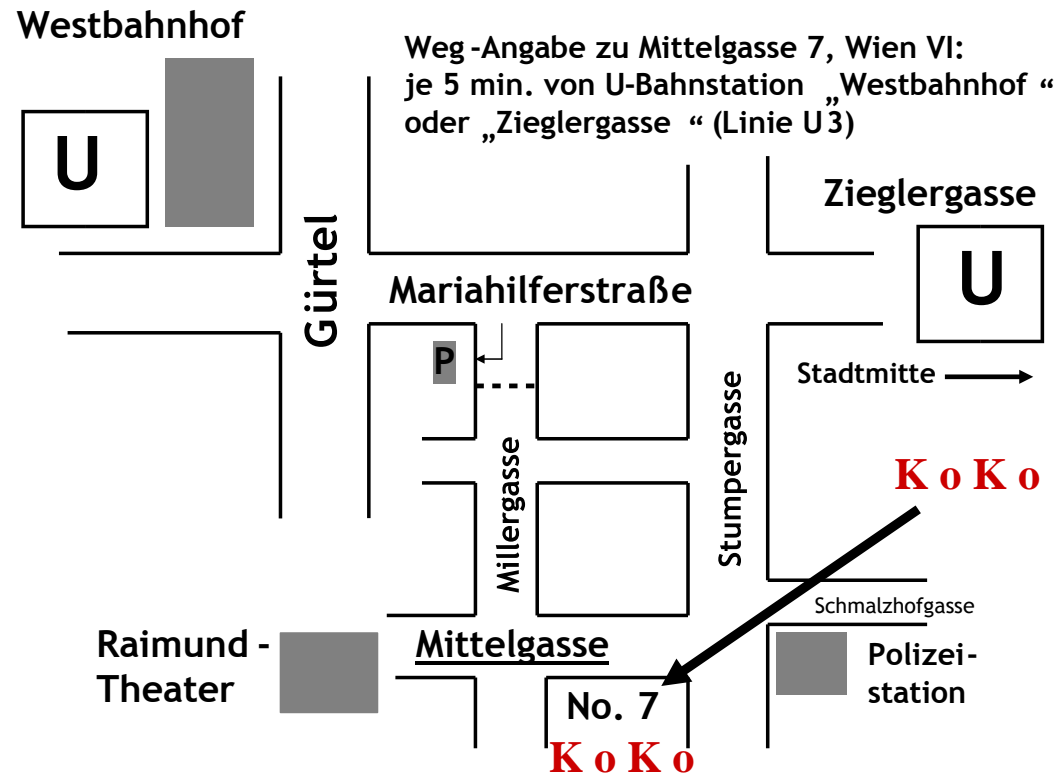 Westbahnhof
Weg-Angabe zu Mittelgasse 7, Wien VI:
je 5 min. von U-Bahnstation „Westbahnhof“
oder „Zieglergasse“ (Linie U3)
U
Zieglergasse
U
Gürtel
Mariahilferstraße
P
Stadtmitte
Millergasse
Stumpergasse
K o K o
Schmalzhofgasse
Raimund -
Theater
Mittelgasse
Polizei-
station
No. 7
K o K o